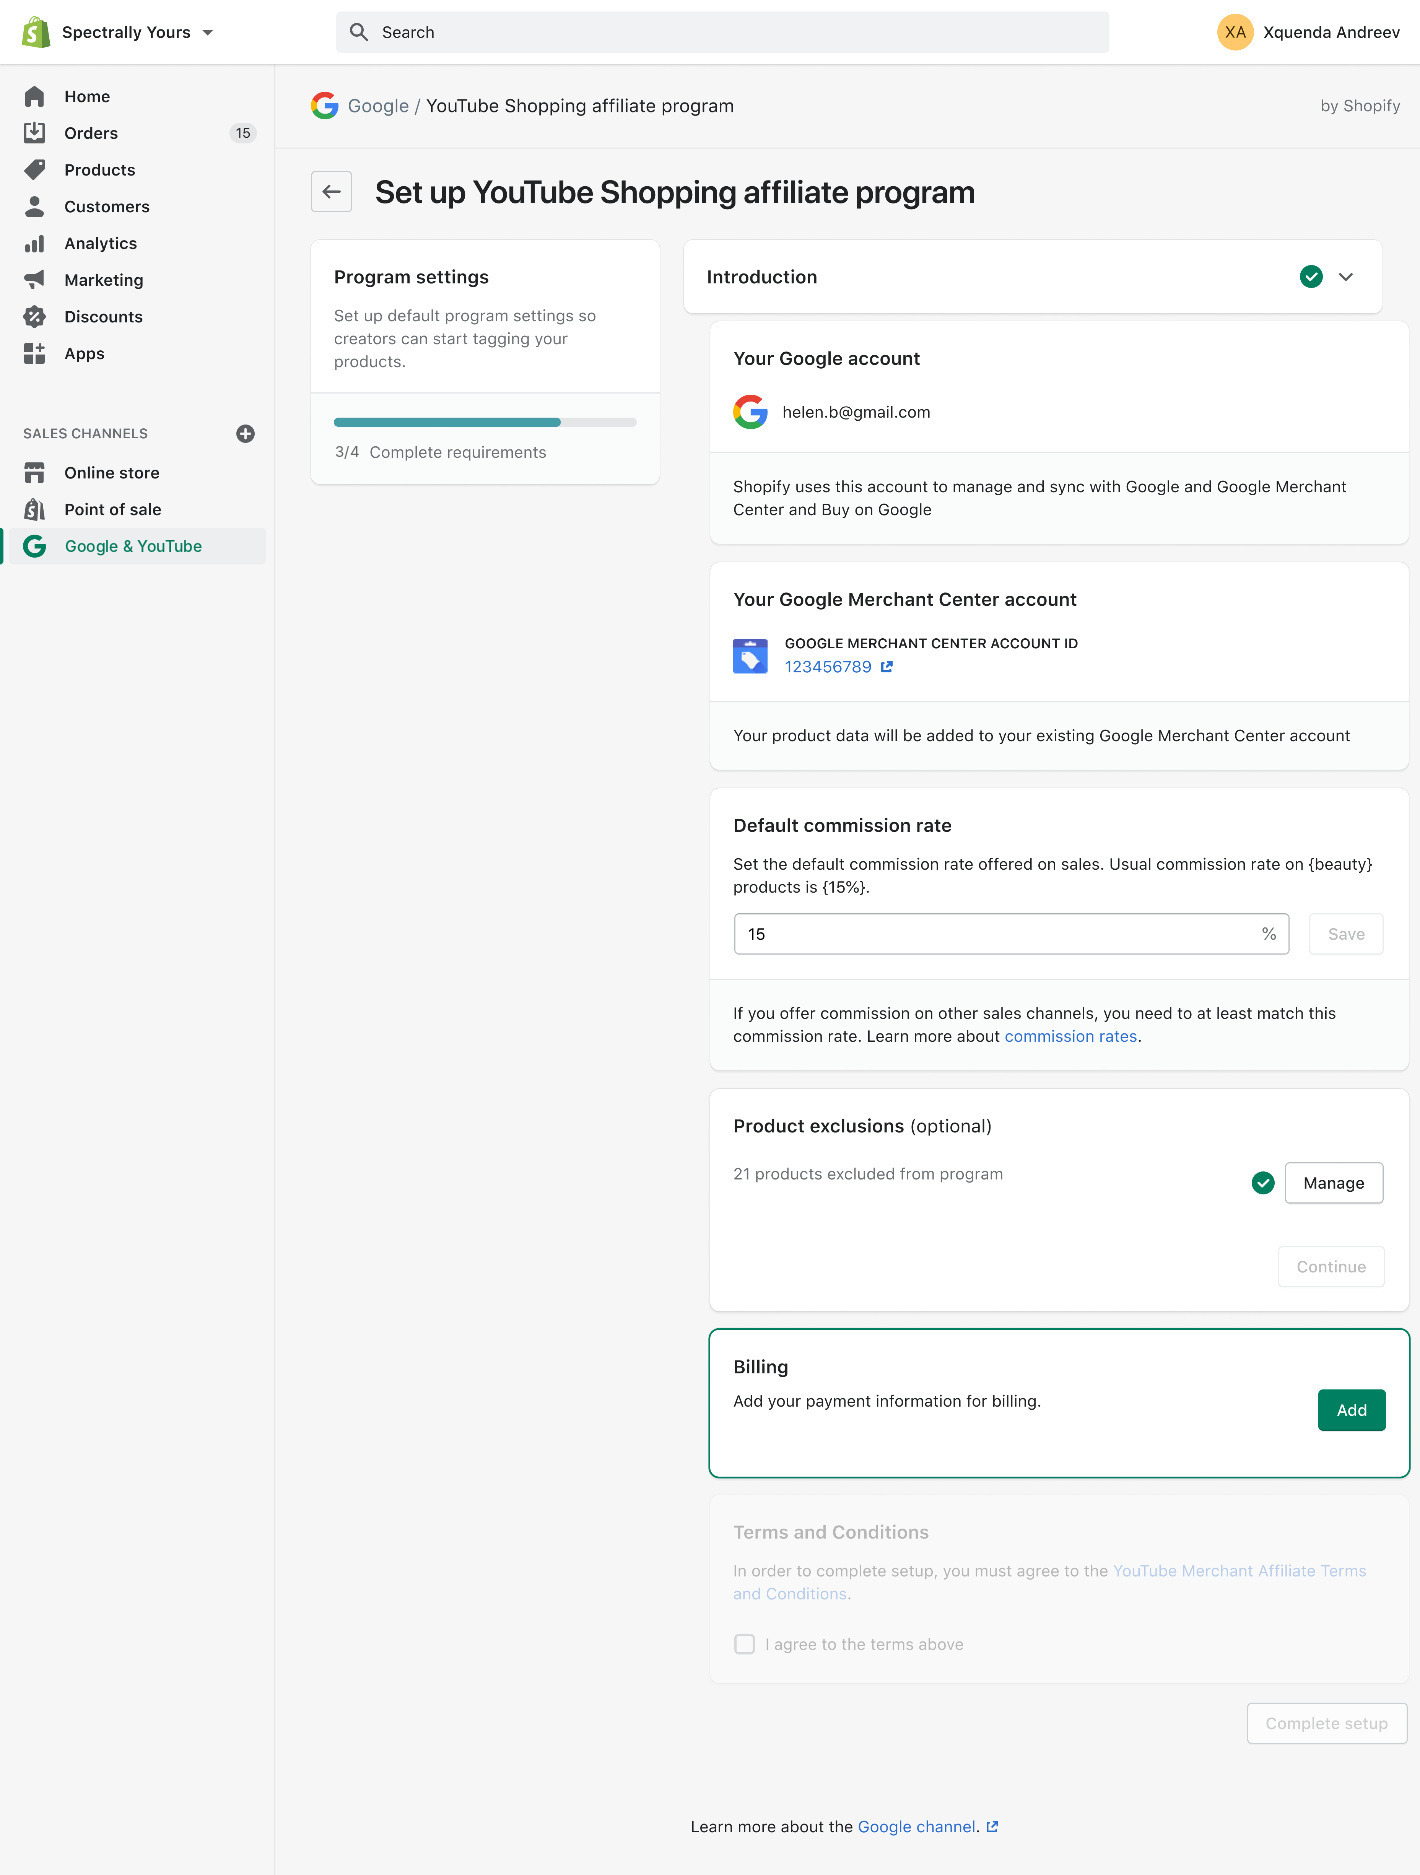 Spectrally Yours
Search
XA
Xquenda Andreev
Home
Orders
15
Products
Customers
Analytics
Marketing
Discounts
Apps
SALES CHANNELS
Online store
Point of sale
Google & YouTube
Google / YouTube Shopping affiliate program
by Shopify
Set up YouTube Shopping affiliate program
Program settings
Set up default program settings so
creators can start tagging your
products.
3/4 Complete requirements
Introduction
Your Google account
helen.b@gmail.com
Shopify uses this account to manage and sync with Google and Google Merchant
Center and Buy on Google
Your Google Merchant Center account
GOOGLE MERCHANT CENTER ACCOUNT ID
123456789
Your product data will be added to your existing Google Merchant Center account
Default commission rate
Set the default commission rate offered on sales. Usual commission rate on {beauty}
products is {15%}.
15
%
Save
If you offer commission on other sales channels, you need to at least match this
commission rate. Learn more about commission rates.
Product exclusions (optional)
21 products excluded from program
Manage
Continue
Billing
Add your payment information for billing.
Add
Terms and Conditions
In order to complete setup, you must agree to the YouTube Merchant Affiliate Terms
and Conditions.
I agree to the terms above
Complete setup
Learn more about the Google channel.